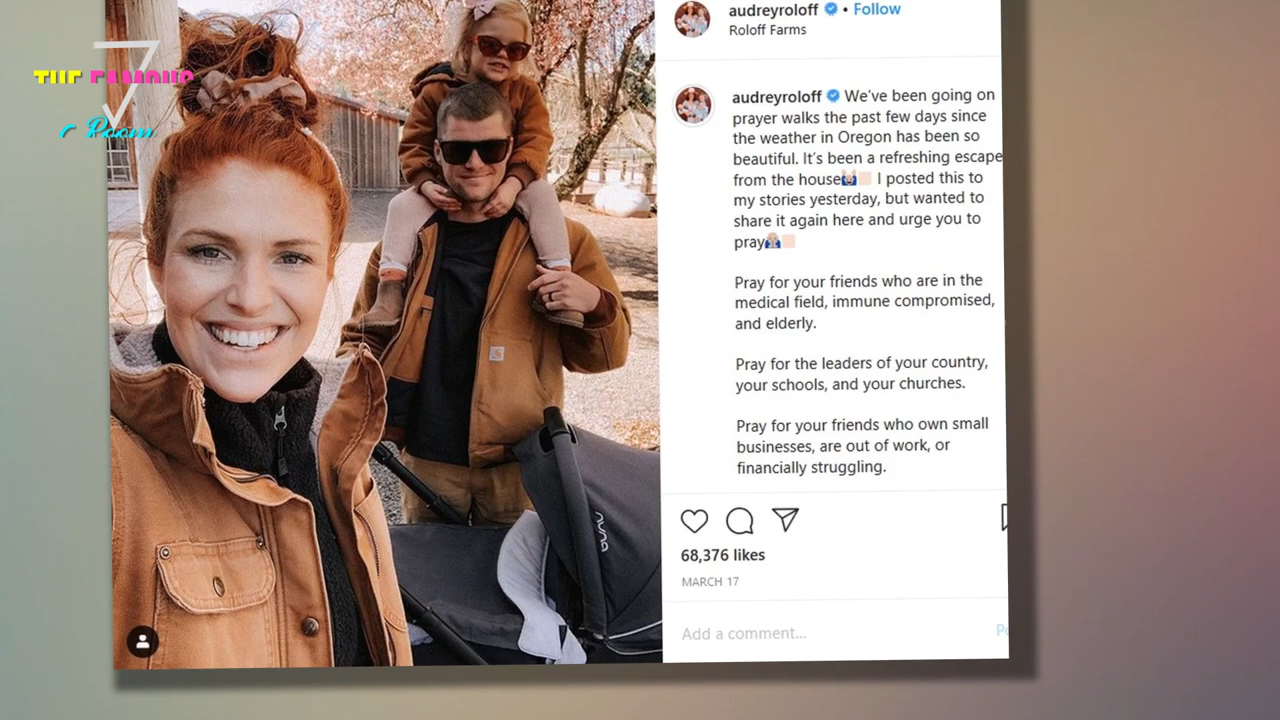 7
THE FAMOUS
Room
audreyroloff • Follow
Roloff Farms
audreyroloff We've been going on
prayer walks the past few days since
the weather in Oregon has been so
beautiful. It's been a refreshing escape
from the house I posted this to
my stories yesterday, but wanted to
share it again here and urge you to
pray
Pray for your friends who are in the
medical field, immune compromised,
and elderly.
Pray for the leaders of your country,
your schools, and your churches.
Pray for your friends who own small
businesses, are out of work, or
financially struggling.
68,376 likes
MARCH 17
Add a comment...
nuna